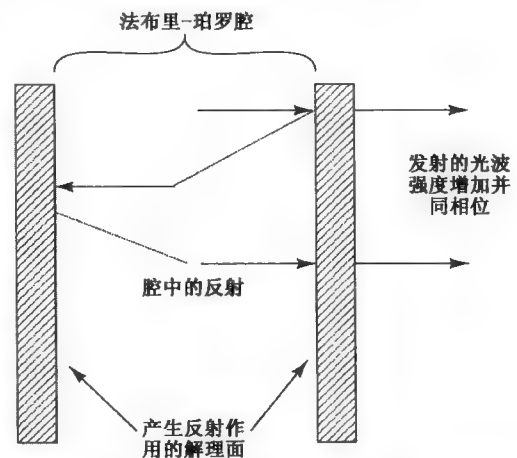 法布里-珀罗腔
发射的光波
强度增加并
同相位
腔中的反射
产生反射作
用的解理面